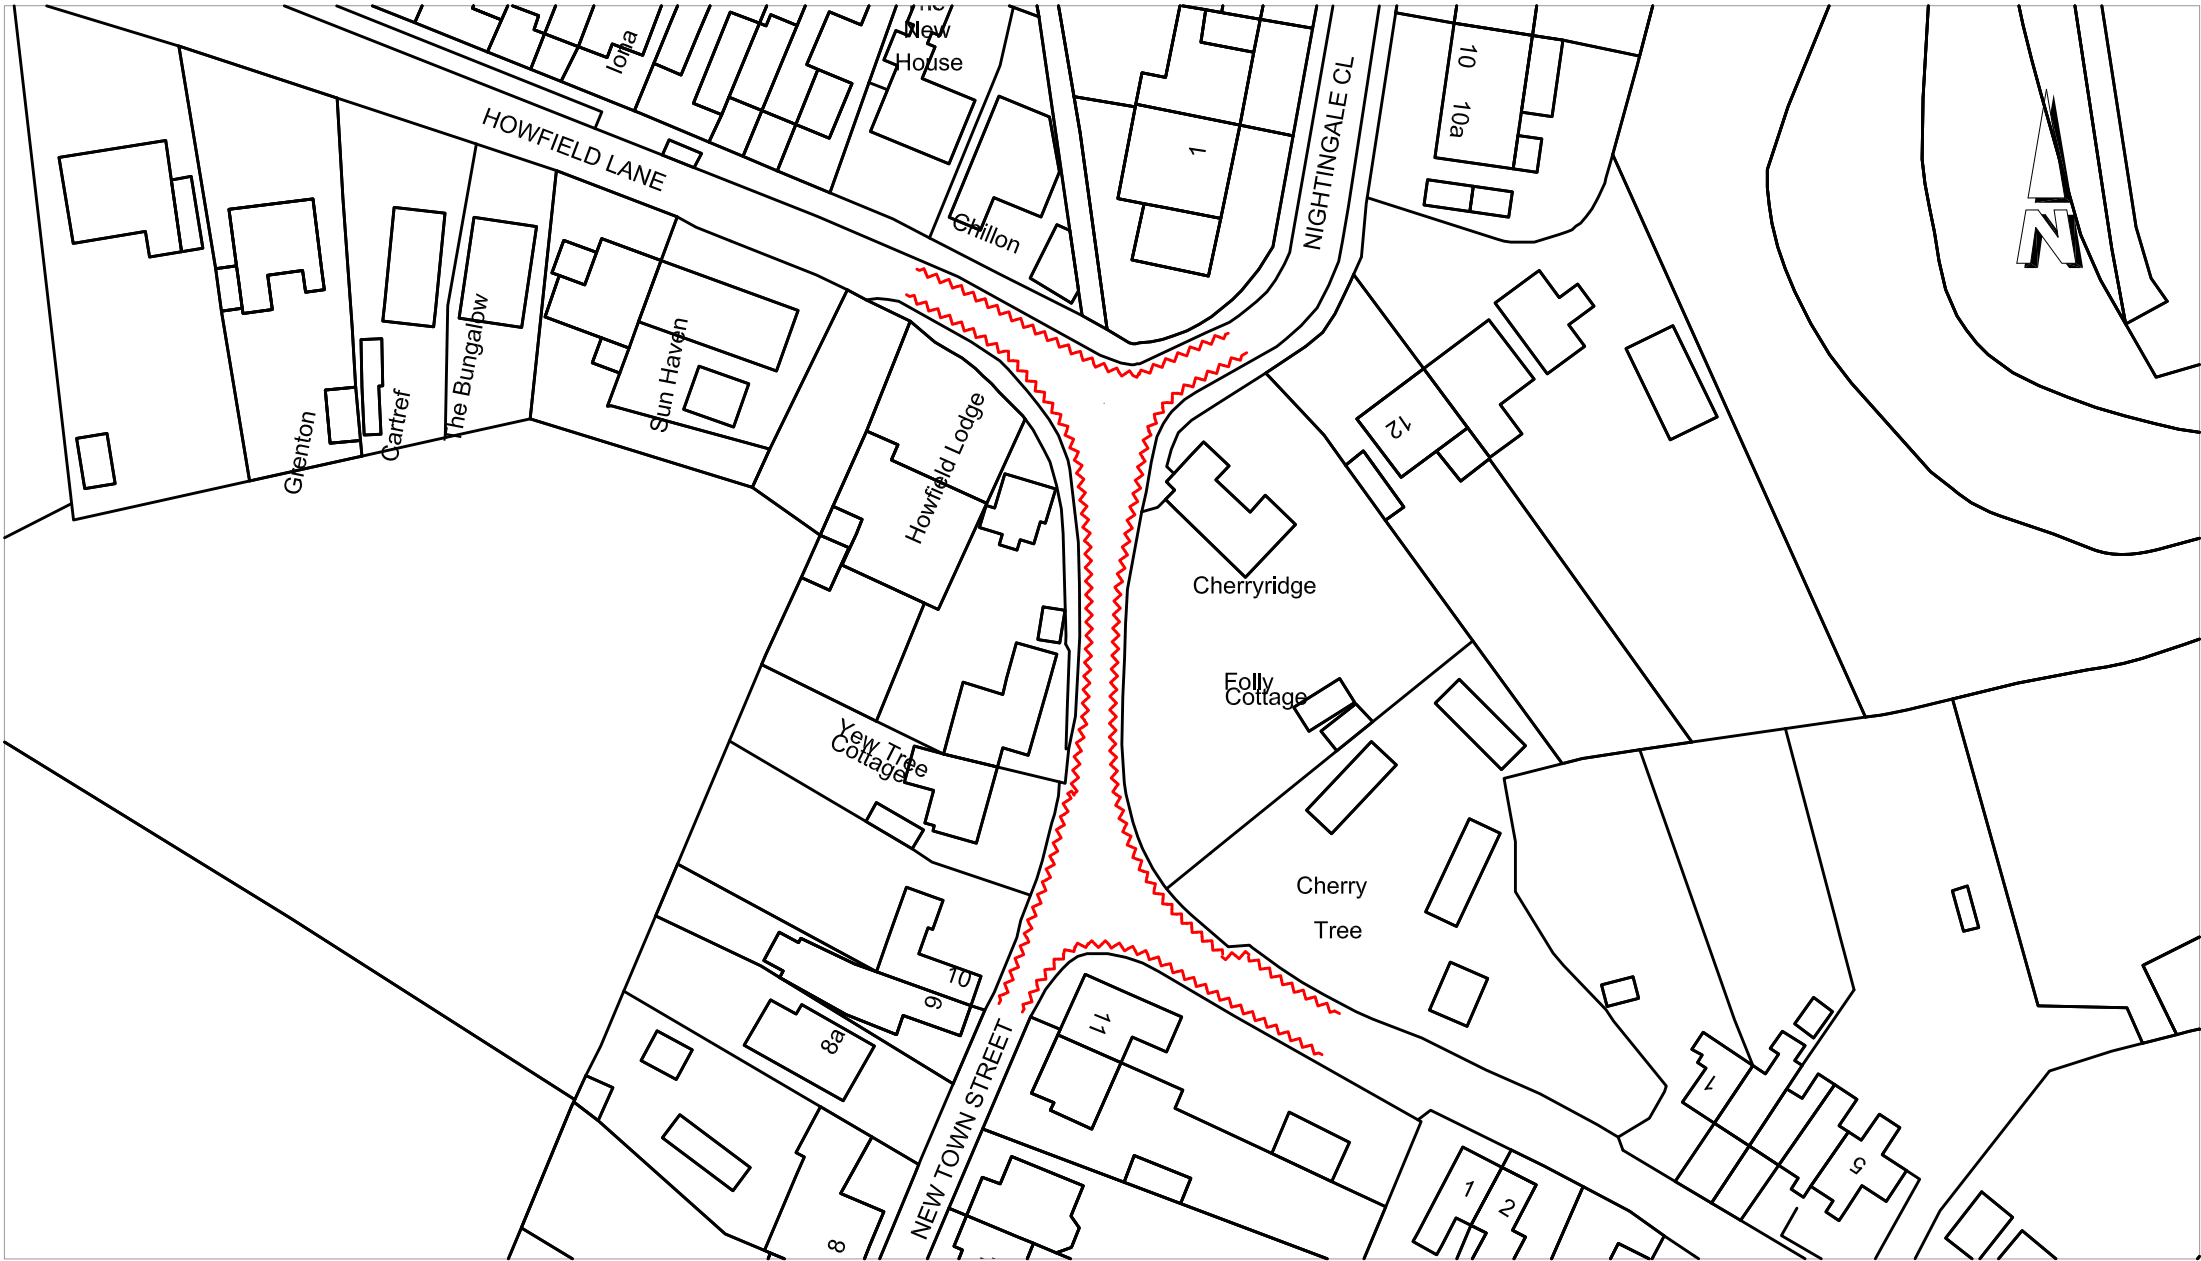 Iona
New
House
HOWFIELD LANE
Chillon
1
NIGHTINGALE CL
10
10a
N
Grenton
Cartref
The Bungalow
Sun Haven
Howfield Lodge
12
Cherryridge
Folly
Cottage
Yew Tree
Cottage
Cherry
Tree
10
9
8a
11
NEW TOWN STREET
8
1
2
1
5